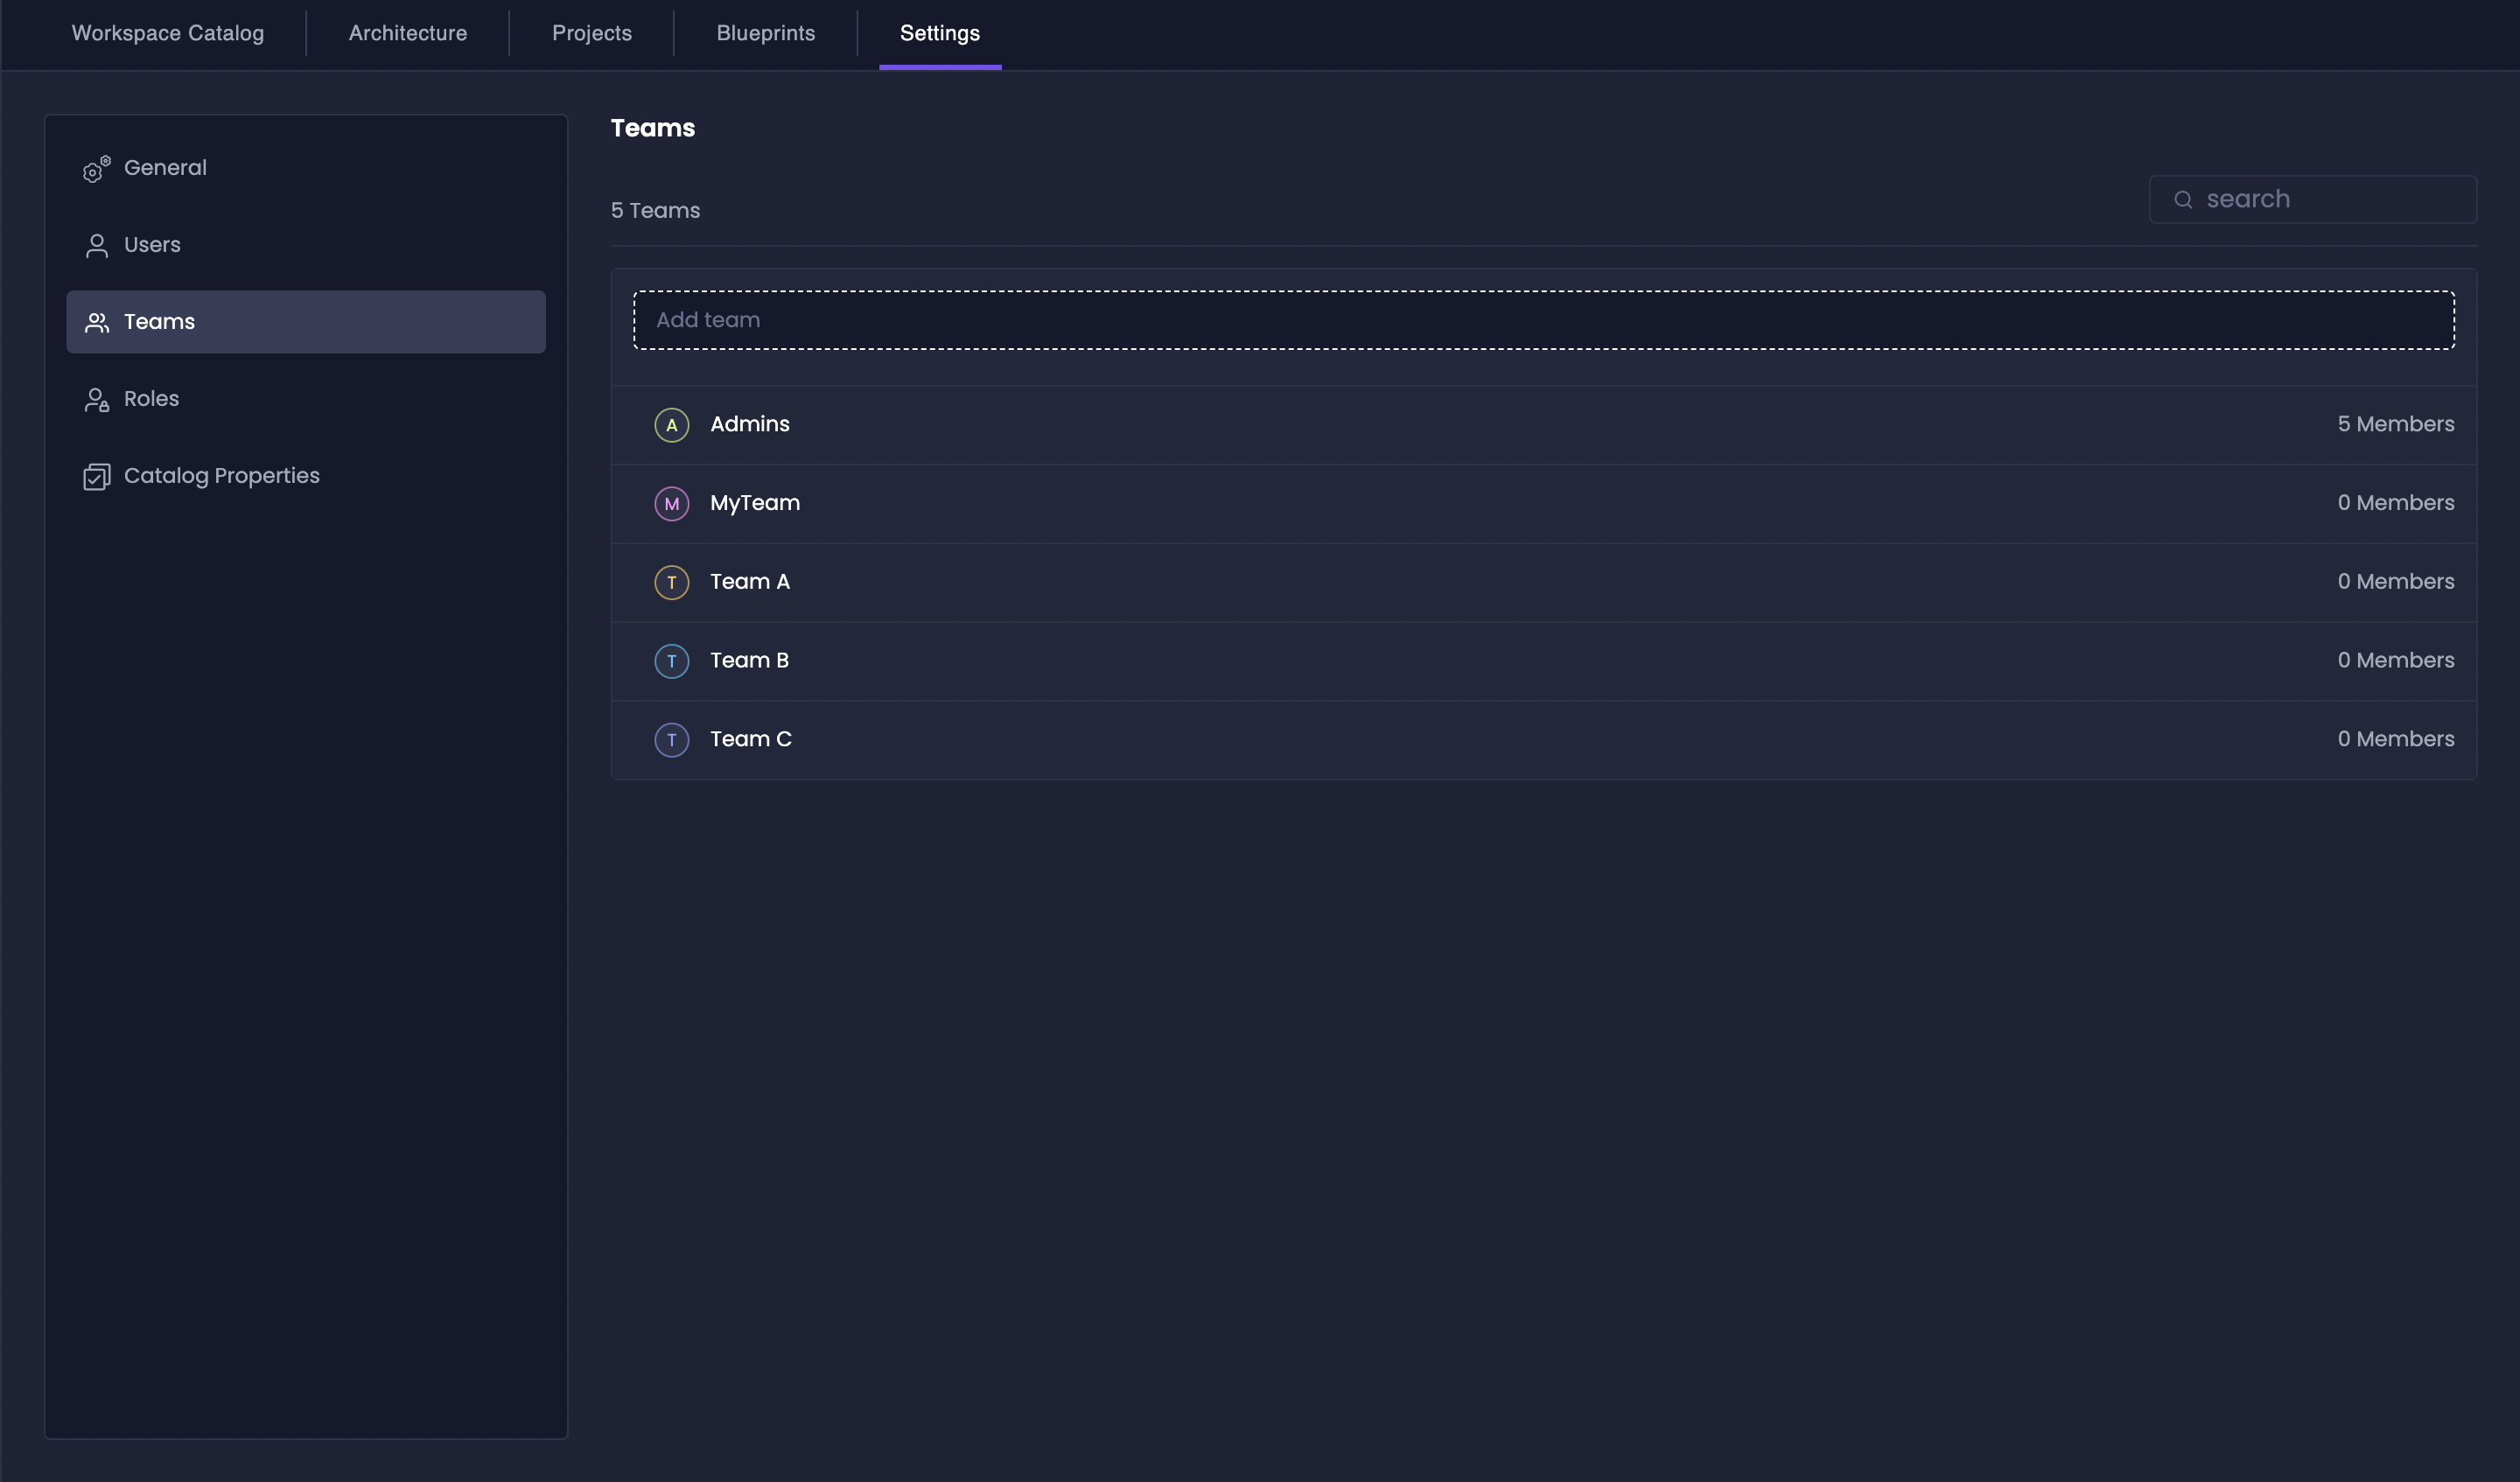 Workspace Catalog
Architecture
Projects
Blueprints
Settings
General
Users
Teams
Roles
Catalog Properties
Teams
5 Teams
search
Add team
A Admins 5 Members
M MyTeam 0 Members
T Team A 0 Members
T Team B 0 Members
T Team C 0 Members